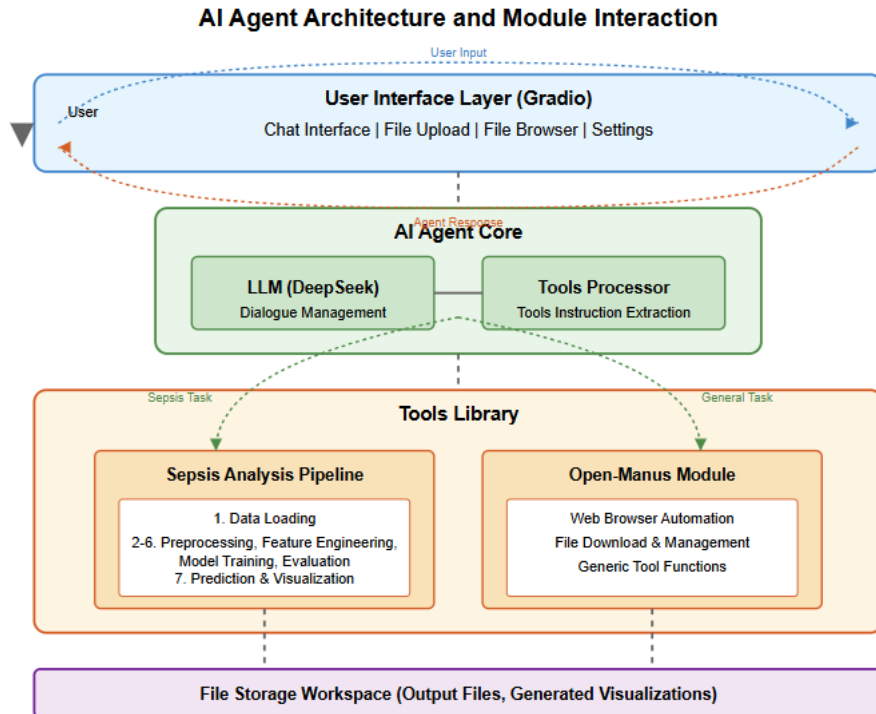 AI Agent Architecture and Module Interaction
User Input
User Interface Layer (Gradio)
User
Chat Interface | File Upload | File Browser | Settings
Agent Response
AI Agent Core
LLM (DeepSeek)
Dialogue Management
Tools Processor
Tools Instruction Extraction
Sepsis Task
General Task
Tools Library
Sepsis Analysis Pipeline
1. Data Loading
2-6. Preprocessing, Feature Engineering,
Model Training, Evaluation
7. Prediction & Visualization
Open-Manus Module
Web Browser Automation
File Download & Management
Generic Tool Functions
File Storage Workspace (Output Files, Generated Visualizations)